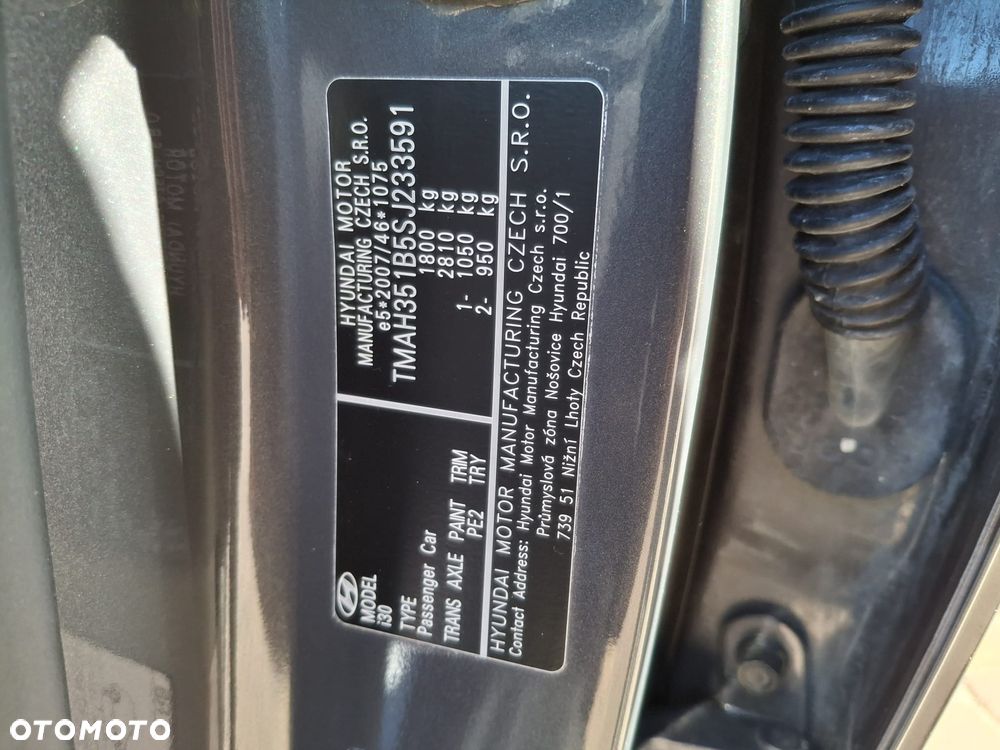 HYUNDAI MOTOR
MANUFACTURING CZECH S.R.O.
e5*2007/46*1075
TMAH351B5SJ233591
1800 kg
2810 kg
1- 1050 kg
2- 950 kg
MODEL
i30
TYPE
Passenger Car
TRANS AXLE PAINT TRIM
PE2 TRY
HYUNDAI MOTOR MANUFACTURING CZECH S.R.O.
Contact Address: Hyundai Motor Manufacturing Czech s.r.o.
Průmyslová zóna Nošovice Hyundai 700/1
739 51 Nižní Lhoty Czech Republic
OTOMOTO